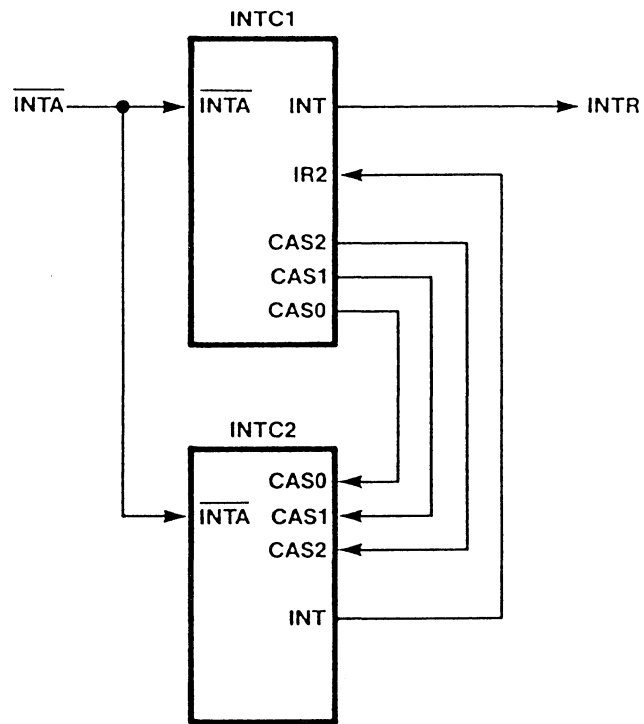 INTC1
INTA INTA INT INTR
IR2
CAS2
CAS1
CAS0
INTC2
CAS0
INTA CAS1
CAS2
INT